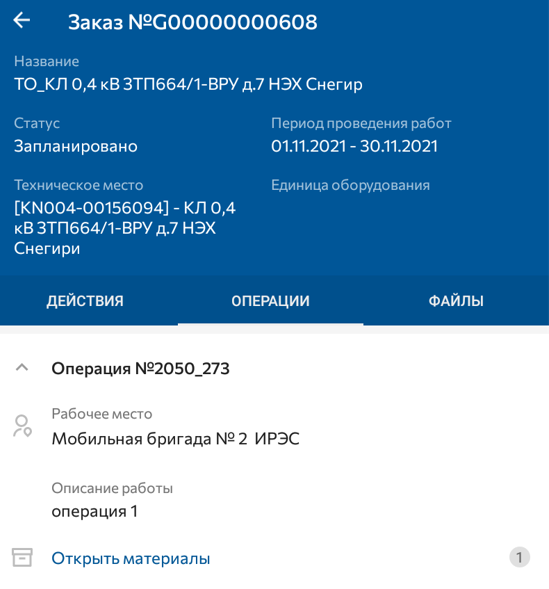 Заказ №G00000000608
Название
ТО_КЛ 0,4 кВ ЗТП664/1-ВРУ д.7 НЭХ Снегир
Статус
Период проведения работ
Запланировано
01.11.2021 - 30.11.2021
Техническое место
Единица оборудования
[KN004-00156094] - КЛ 0,4
кВ ЗТП664/1-ВРУ д.7 НЭХ
Снегири
ДЕЙСТВИЯ
ОПЕРАЦИИ
ФАЙЛЫ
Операция №2050_273
Рабочее место
Мобильная бригада № 2 ИРЭС
Описание работы
операция 1
Открыть материалы
1